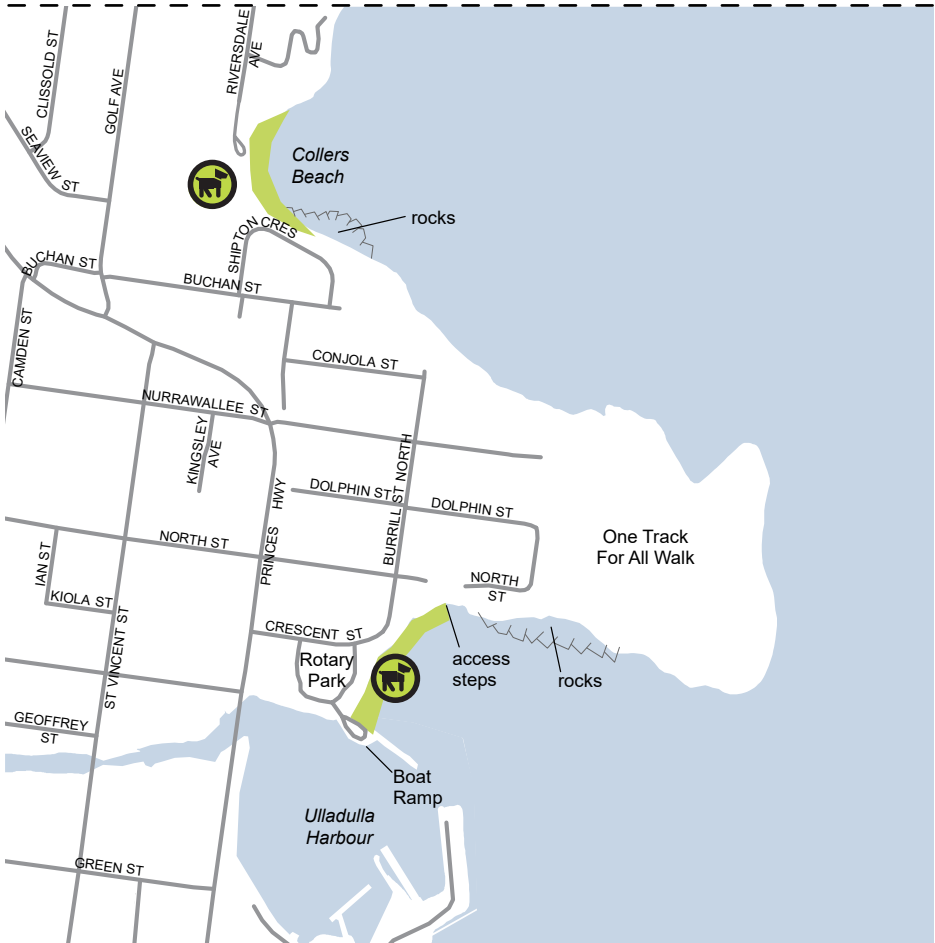 CLISSOLD ST
GOLF AVE
RIVERSDALE
AVE
SEAVIEW ST
Collers
Beach
rocks
SHIPTON CRES
BUCHAN ST
BUCHAN ST
CAMDEN ST
CONJOLA ST
NURRAWALLEE ST
KINGSLEY
AVE
DOLPHIN ST
BURRILL ST NORTH
DOLPHIN ST
PRINCES HWY
NORTH ST
One Track
For All Walk
IAN ST
KIOLA ST
NORTH
ST
ST VINCENT ST
CRESCENT ST
Rotary
Park
access
steps
rocks
GEOFFREY
ST
Boat
Ramp
Ulladulla
Harbour
GREEN ST